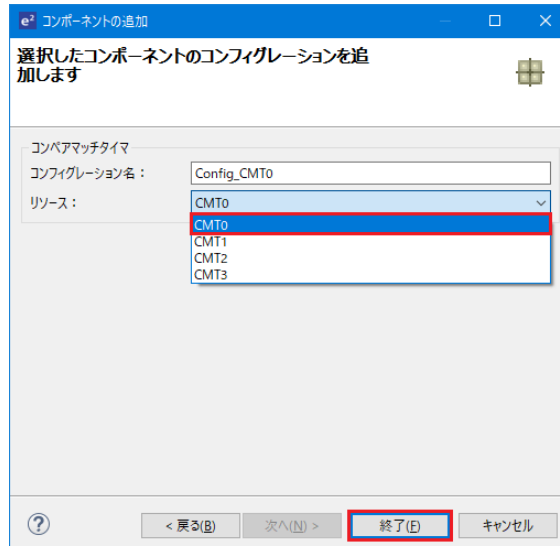 e² コンポーネントの追加
選択したコンポーネントのコンフィグレーションを追
加します
コンペアマッチタイマ
コンフィグレーション名：
Config_CMT0
リソース：
CMT0
CMT0
CMT1
CMT2
CMT3
?
< 戻る(B)
次へ(N) >
終了(F)
キャンセル